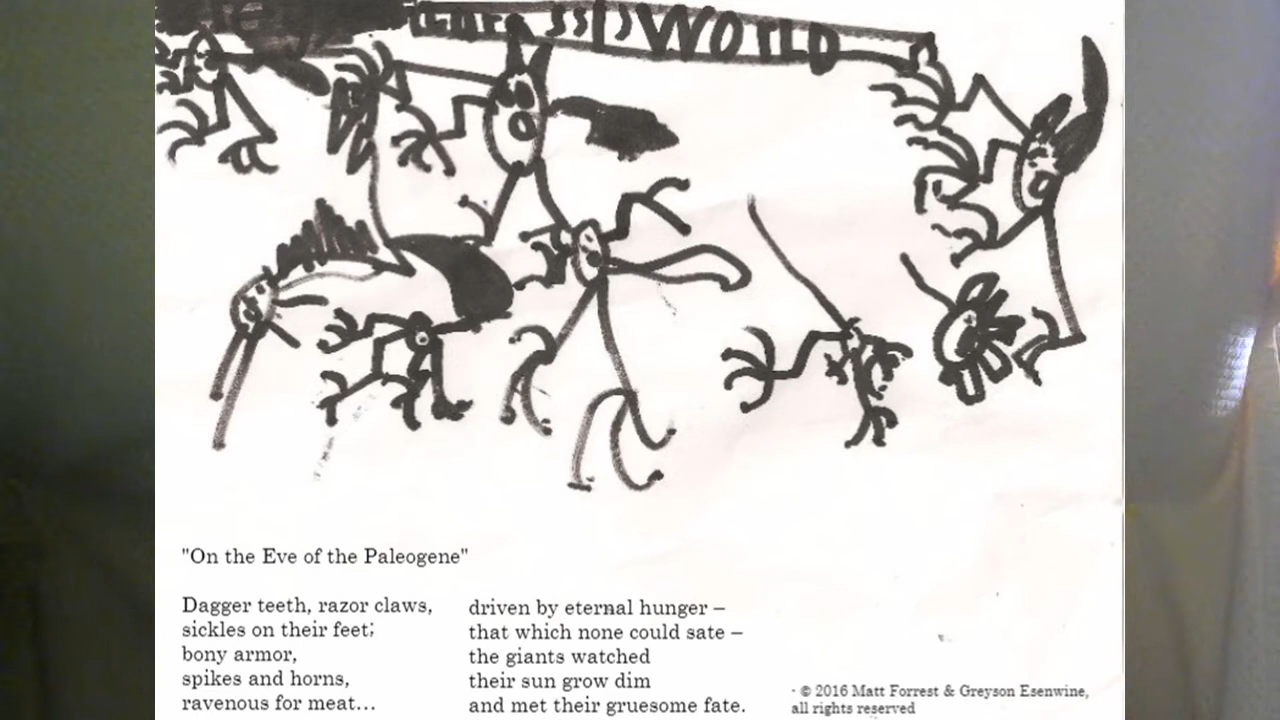 WORLD
"On the Eve of the Paleogene"
Dagger teeth, razor claws,
sickles on their feet;
bony armor,
spikes and horns,
ravenous for meat...
driven by eternal hunger –
that which none could sate –
the giants watched
their sun grow dim
and met their gruesome fate.
- © 2016 Matt Forrest & Greyson Esenwine,
all rights reserved